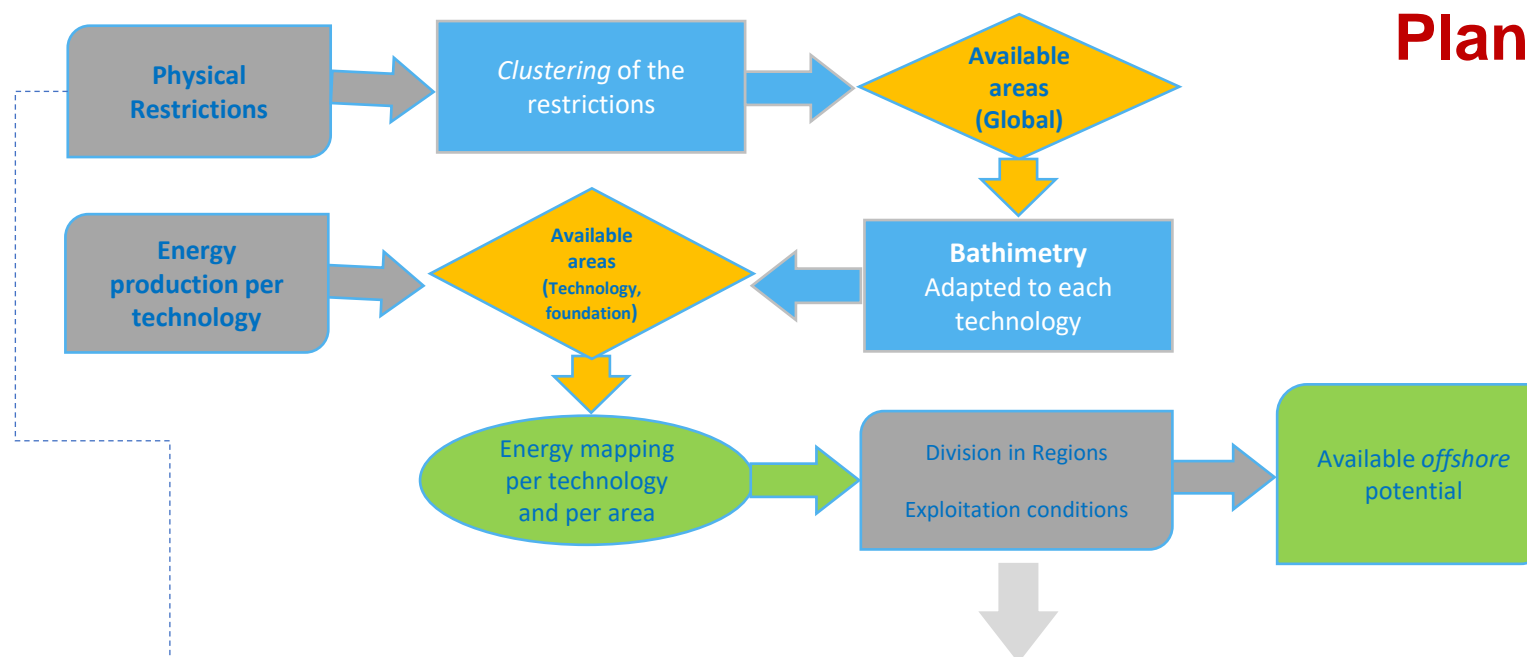 Plan
Physical
Restrictions
Clustering of the
restrictions
Available
areas
(Global)
Energy
production per
technology
Available
areas
(Technology,
foundation)
Bathimetry
Adapted to each
technology
Energy mapping
per technology
and per area
Division in Regions
Exploitation conditions
Available offshore
potential